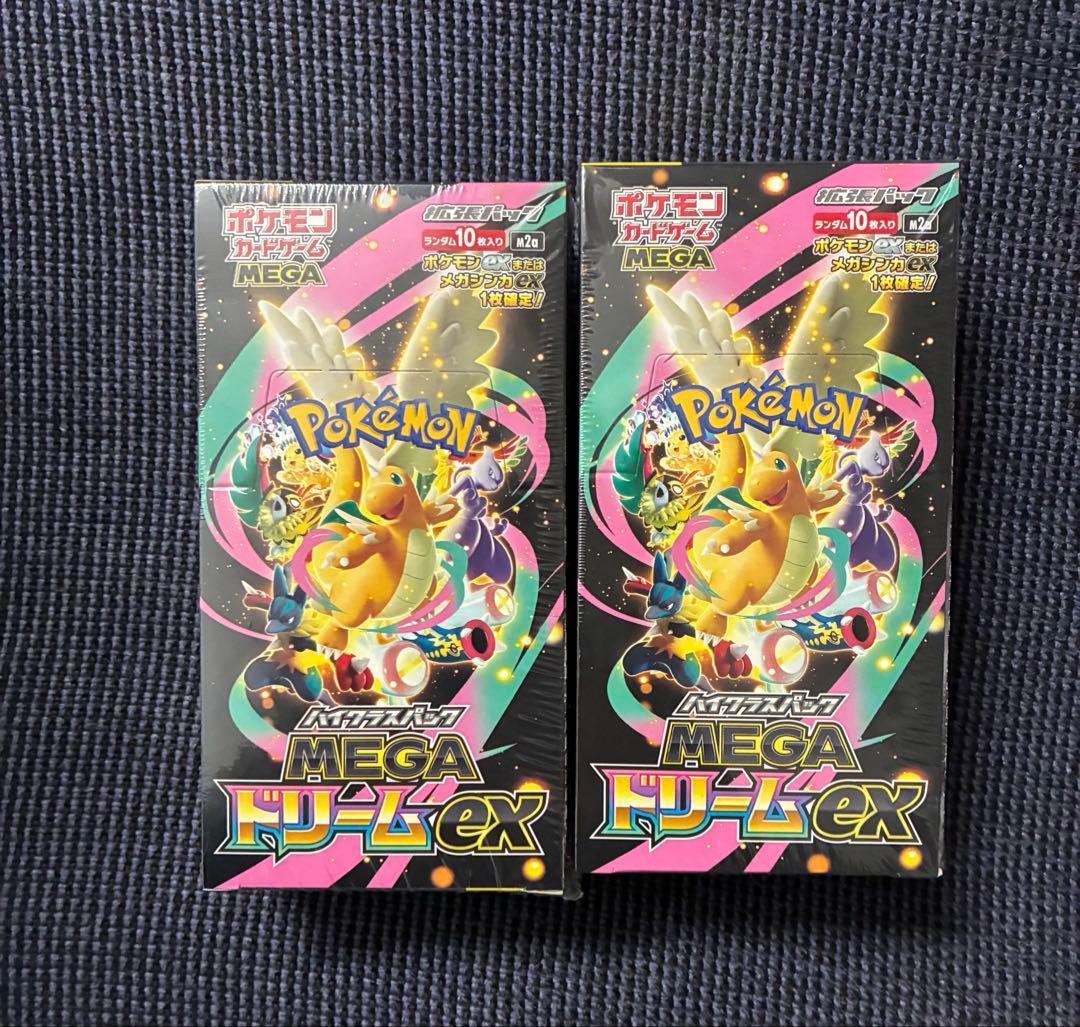 ポケモン
カードゲーム
MEGA
拡張パック
ランダム10枚入り M2a
ポケモンexまたは
メガシンカex
1枚確定!
POKéMON
ハイクラスパック
MEGA
ドリームex
ポケモン
カードゲーム
MEGA
拡張パック
ランダム10枚入り M2a
ポケモンexまたは
メガシンカex
1枚確定!
POKéMON
ハイクラスパック
MEGA
ドリームex